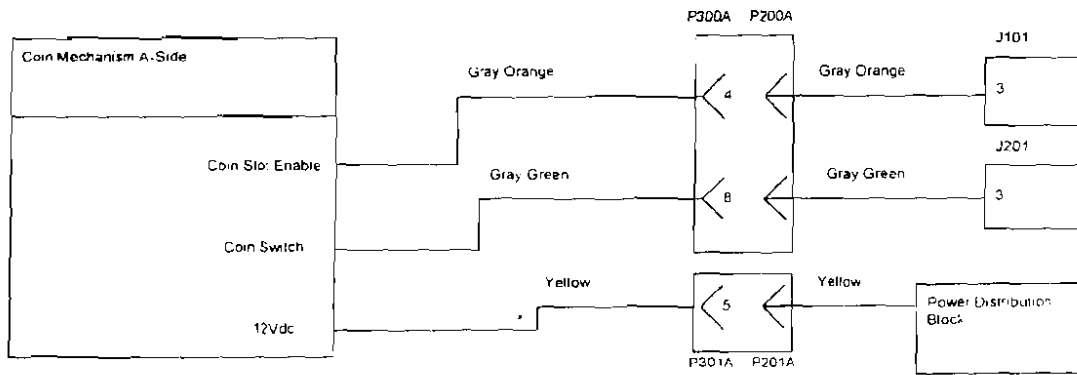 P300A P200A
J101
Coin Mechanism A-Side
Gray Orange
4
Gray Orange
3
Coin Slot Enable
J201
Gray Green
8
Gray Green
3
Coin Switch
Yellow
5
Yellow
Power Distribution
Block
12Vdc
P301A P201A